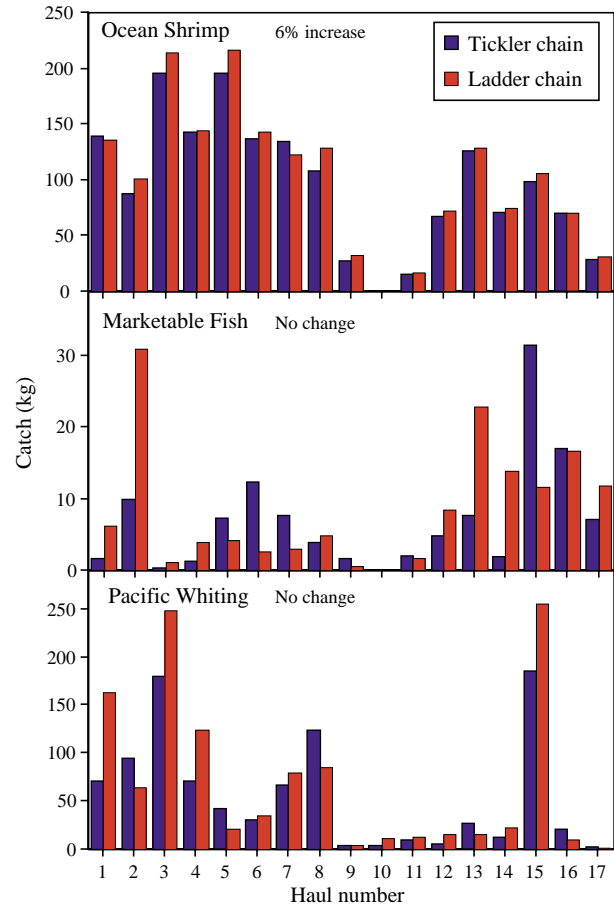 Ocean Shrimp 6% increase
Tickler chain
Ladder chain
250
200
150
100
50
0
Marketable Fish No change
30
20
10
0
Catch (kg)
Pacific Whiting No change
250
200
150
100
50
0
1 2 3 4 5 6 7 8 9 10 11 12 13 14 15 16 17
Haul number